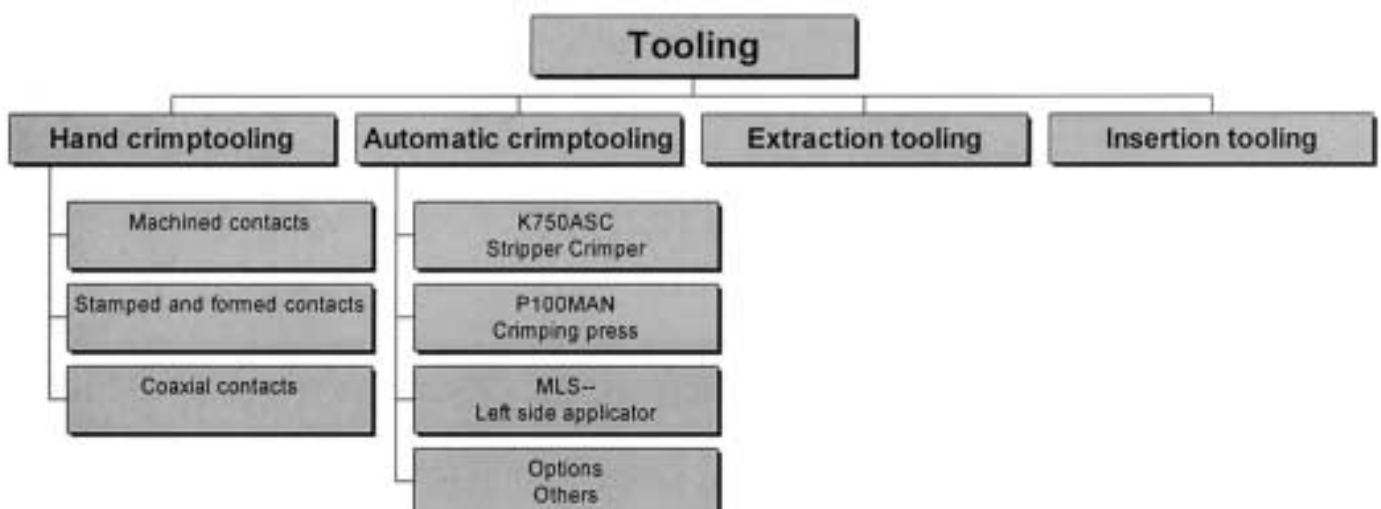 Tooling
Hand crimptooling
Automatic crimptooling
Extraction tooling
Insertion tooling
Machined contacts
Stamped and formed contacts
Coaxial contacts
K750ASC
Stripper Crimper
P100MAN
Crimping press
MLS--
Left side applicator
Options
Others